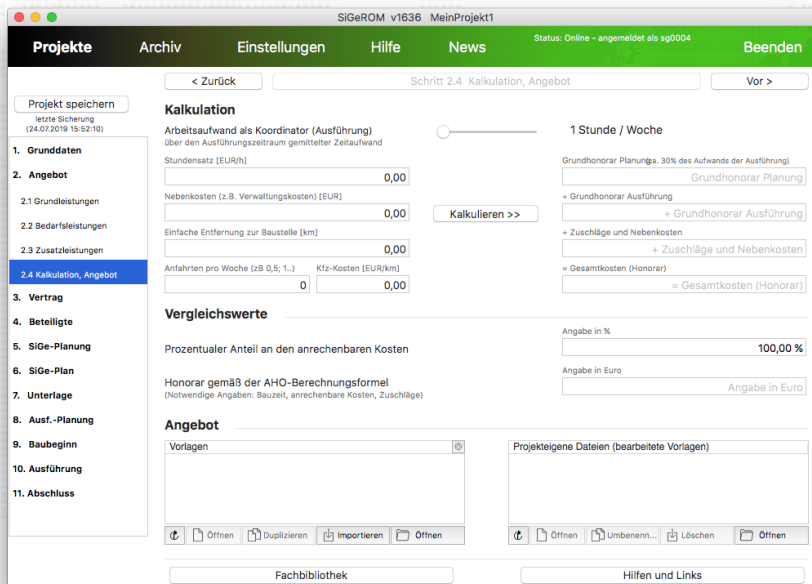 SiGeROM v1636 MeinProjekt1
Projekte Archiv Einstellungen Hilfe News Status: Online - angemeldet als sg0004 Beenden
< Zurück Schritt 2.4 Kalkulation, Angebot Vor >
Projekt speichern
letzte Sicherung
(24.07.2019 15:52:10)
1. Grunddaten
2. Angebot
2.1 Grundleistungen
2.2 Bedarfsleistungen
2.3 Zusatzleistungen
2.4 Kalkulation, Angebot
3. Vertrag
4. Beteiligte
5. SiGe-Planung
6. SiGe-Plan
7. Unterlage
8. Ausf.-Planung
9. Baubeginn
10. Ausführung
11. Abschluss
Kalkulation
Arbeitsaufwand als Koordinator (Ausführung) 1 Stunde / Woche
über den Ausführungszeitraum gemittelter Zeitaufwand
Stundensatz [EUR/h]
0,00
Nebenkosten (z.B. Verwaltungskosten) [EUR]
0,00
Einfache Entfernung zur Baustelle [km]
0,00
Anfahrten pro Woche (zB 0,5; 1..) Kfz-Kosten [EUR/km]
0 0,00
Kalkulieren >>
Grundhonorar Planung (ca. 30% des Aufwands der Ausführung)
Grundhonorar Planung
+ Grundhonorar Ausführung
+ Grundhonorar Ausführung
+ Zuschläge und Nebenkosten
+ Zuschläge und Nebenkosten
= Gesamtkosten (Honorar)
= Gesamtkosten (Honorar)
Vergleichswerte
Angabe in %
Prozentualer Anteil an den anrechenbaren Kosten 100,00 %
Angabe in Euro
Honorar gemäß der AHO-Berechnungsformel Angabe in Euro
(Notwendige Angaben: Bauzeit, anrechenbare Kosten, Zuschläge)
Angebot
Vorlagen
Öffnen Duplizieren Importieren Öffnen
Projekteigene Dateien (bearbeitete Vorlagen)
Öffnen Umbenenn... Löschen Öffnen
Fachbibliothek Hilfen und Links